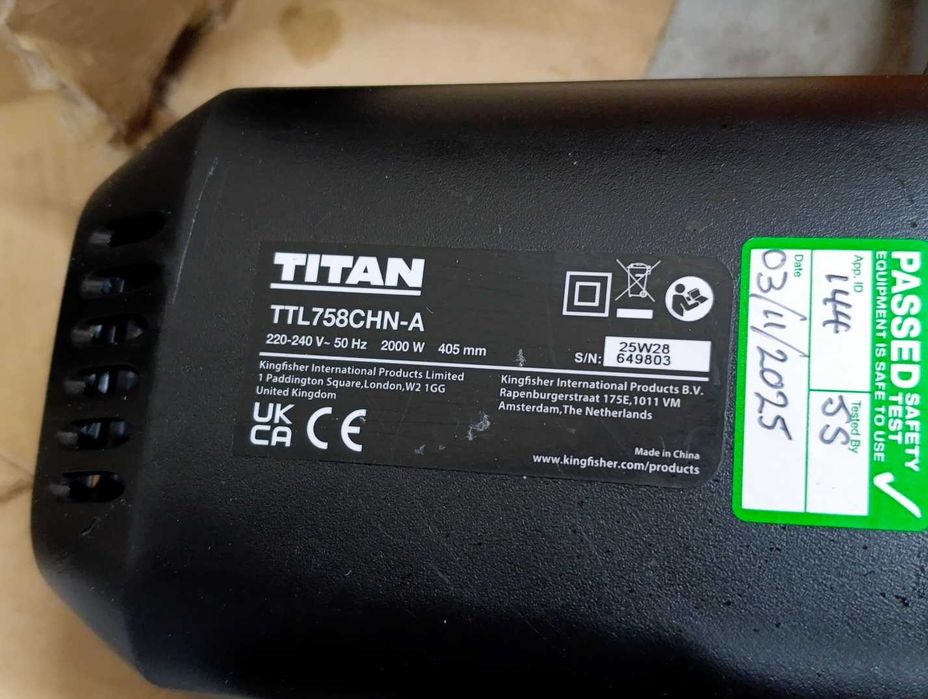 TITAN
TTL758CHN-A
220-240 V~ 50 Hz 2000 W 405 mm
S/N: 25W28
649803
Kingfisher International Products Limited
1 Paddington Square,London,W2 1GG
United Kingdom
Kingfisher International Products B.V.
Rapenburgerstraat 175E,1011 VM
Amsterdam,The Netherlands
UK
CA CE
Made in China
www.kingfisher.com/products
PASSED SAFETY
TEST
EQUIPMENT IS SAFE TO USE
App. ID
144
Tested By
JS
Date
03/11/2025